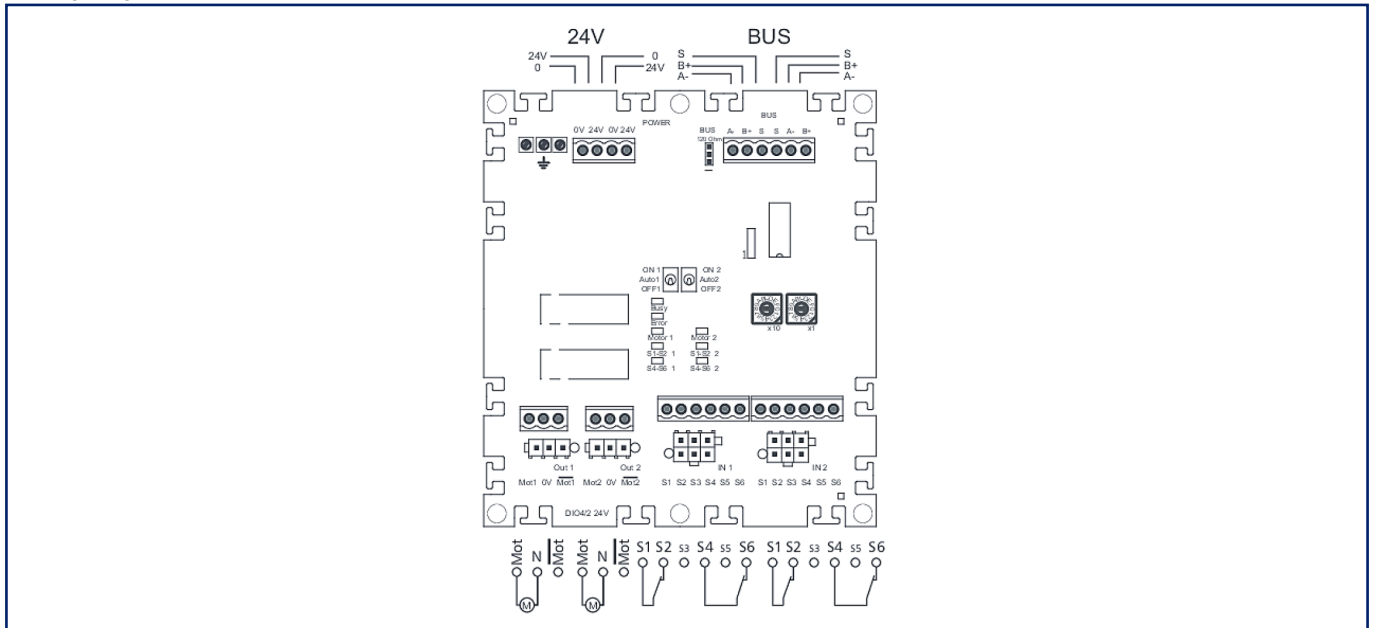 24V BUS
24V 0 S S
0 24V B+ B+
A- A-
BUS
POWER
0V 24V 0V 24V BUS A- B+ S S A- B+
120 Ohm
1
ON 1 ON 2
Auto1 Auto2
OFF1 OFF2
Busy
Error
x10 x1
Motor 1 Motor 2
S1-S2 1 S1-S2 2
S4-S6 1 S4-S6 2
Out 1 Out 2 IN 1 IN 2
Mot1 0V Mot1 Mot2 0V Mot2 S1 S2 S3 S4 S5 S6 S1 S2 S3 S4 S5 S6
DIO4/2 24V
Mot N Mot Mot N Mot S1 S2 S3 S4 S5 S6 S1 S2 S3 S4 S5 S6
M M